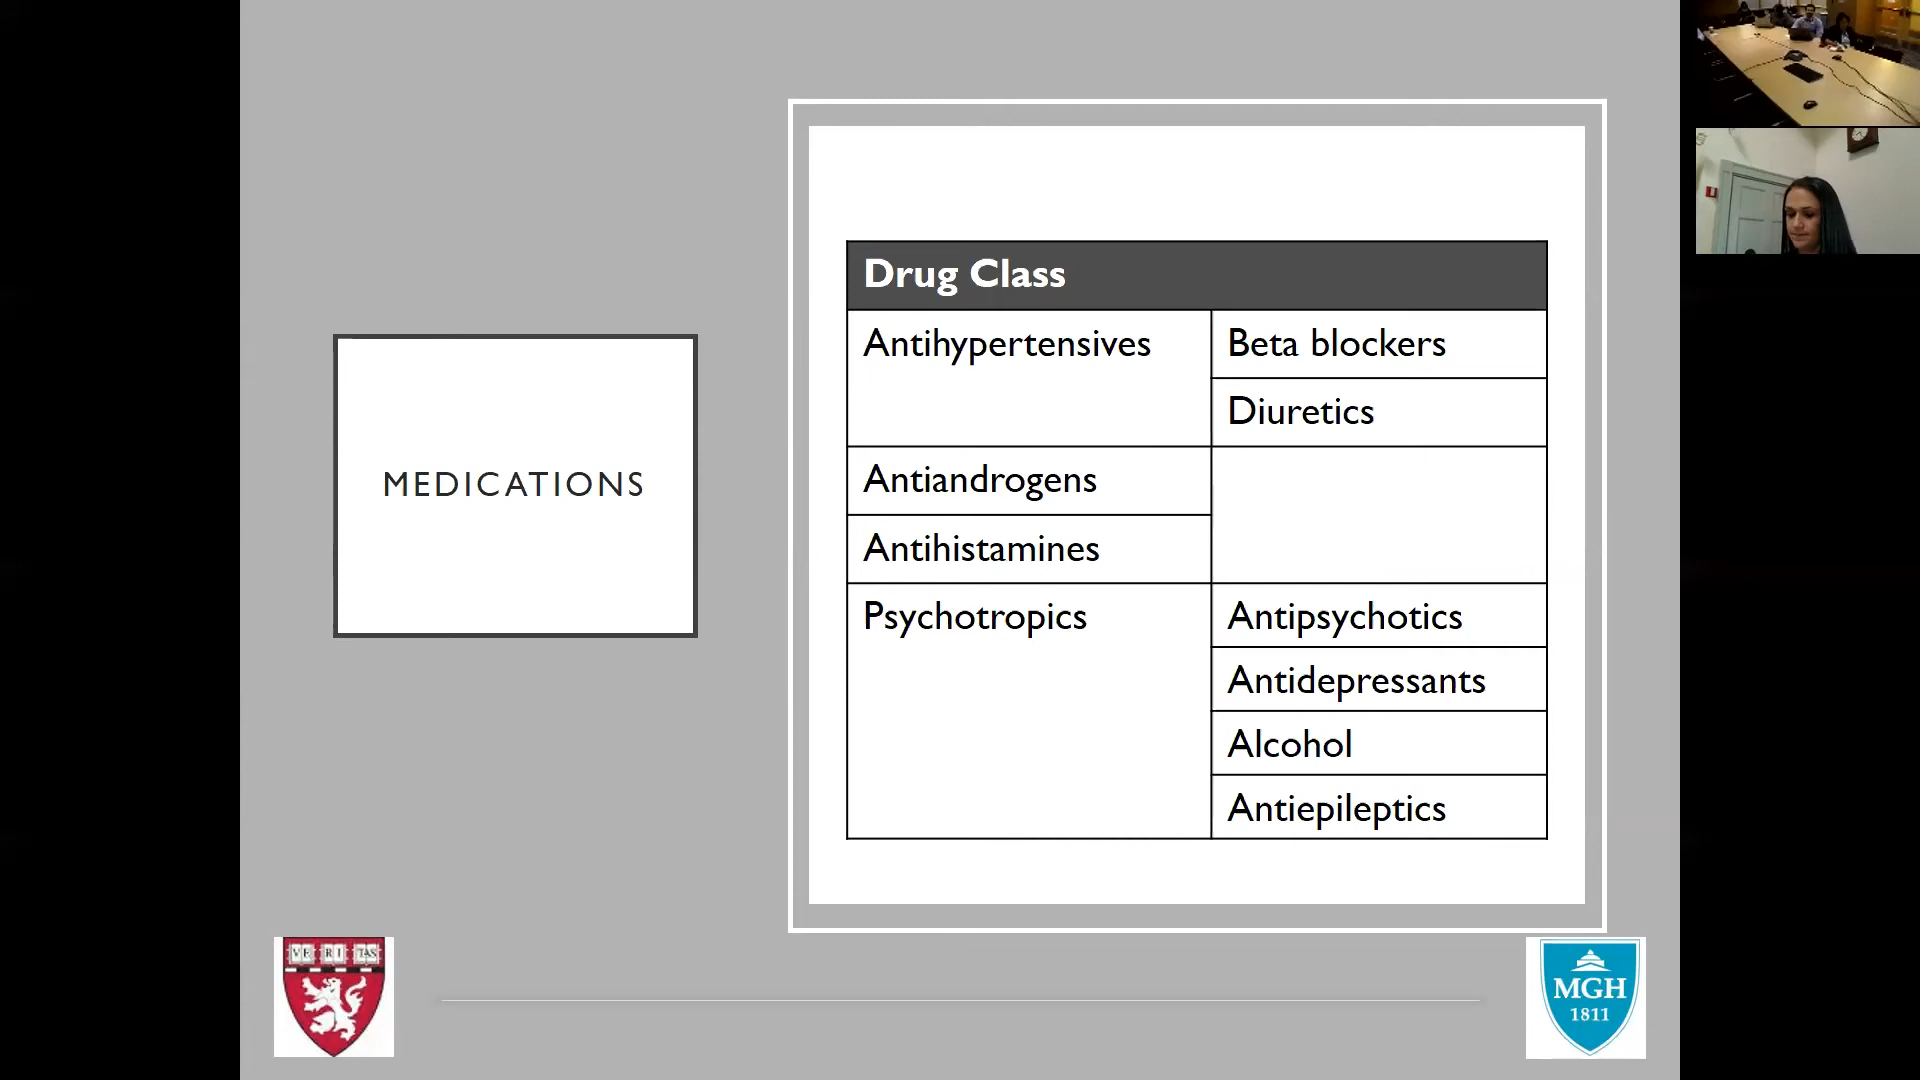 MEDICATIONS
Drug Class
Antihypertensives
Beta blockers
Diuretics
Antiandrogens
Antihistamines
Psychotropics
Antipsychotics
Antidepressants
Alcohol
Antiepileptics
VE RI TAS
MGH
1811